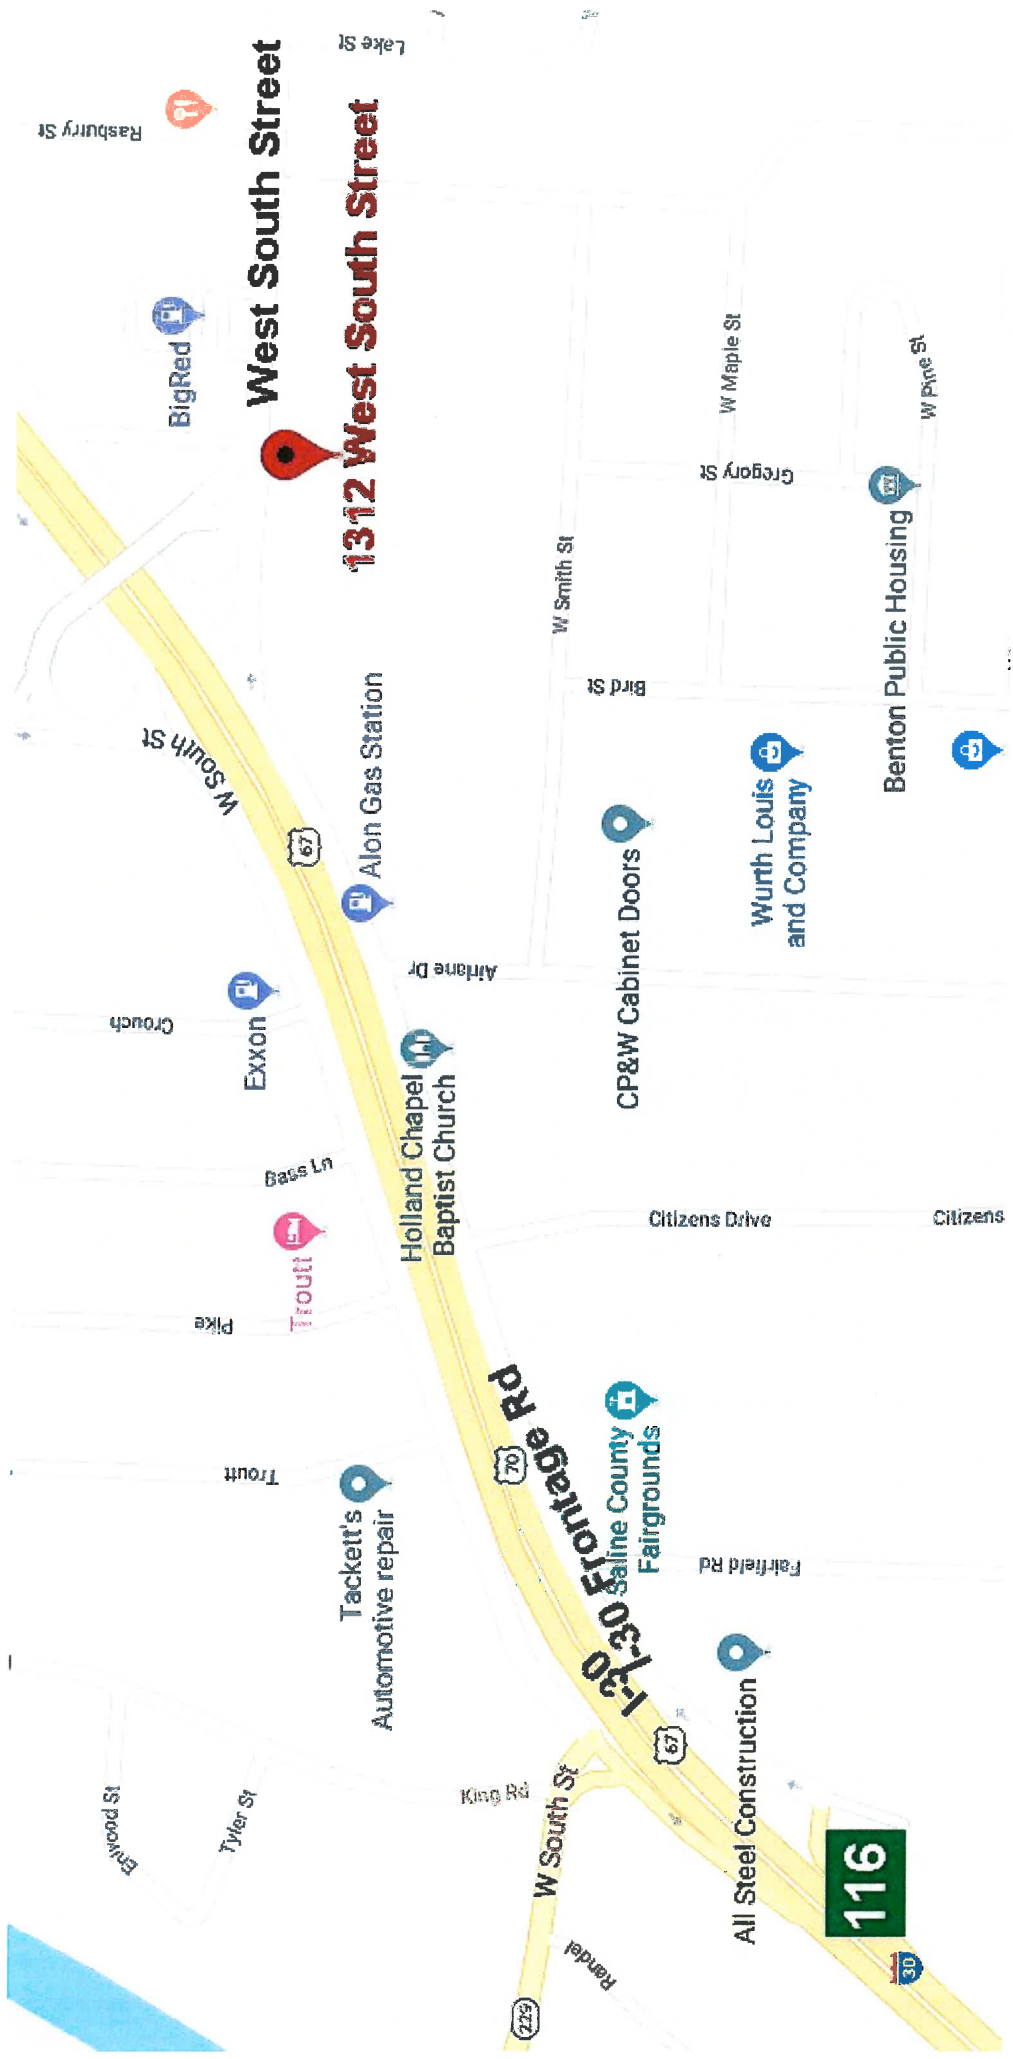 Rasburry St
Lake St
West South Street
1312 West South Street
BigRed
W Maple St
W Pine St
Gregory St
W Smith St
Benton Public Housing
Bird St
W South St
67
Alon Gas Station
Wurth Louis
and Company
CP&W Cabinet Doors
Airlane Dr
Crouch
Exxon
Holland Chapel
Baptist Church
Bass Ln
Troutt
Pike
Citizens Drive
Citizens
I-30 Frontage Rd
70
Saline County
Fairgrounds
Troutt
Tackett's
Automotive repair
Fairfield Rd
I-30
67
All Steel Construction
King Rd
W South St
Tyler St
Enwood St
116
30
Randel
229